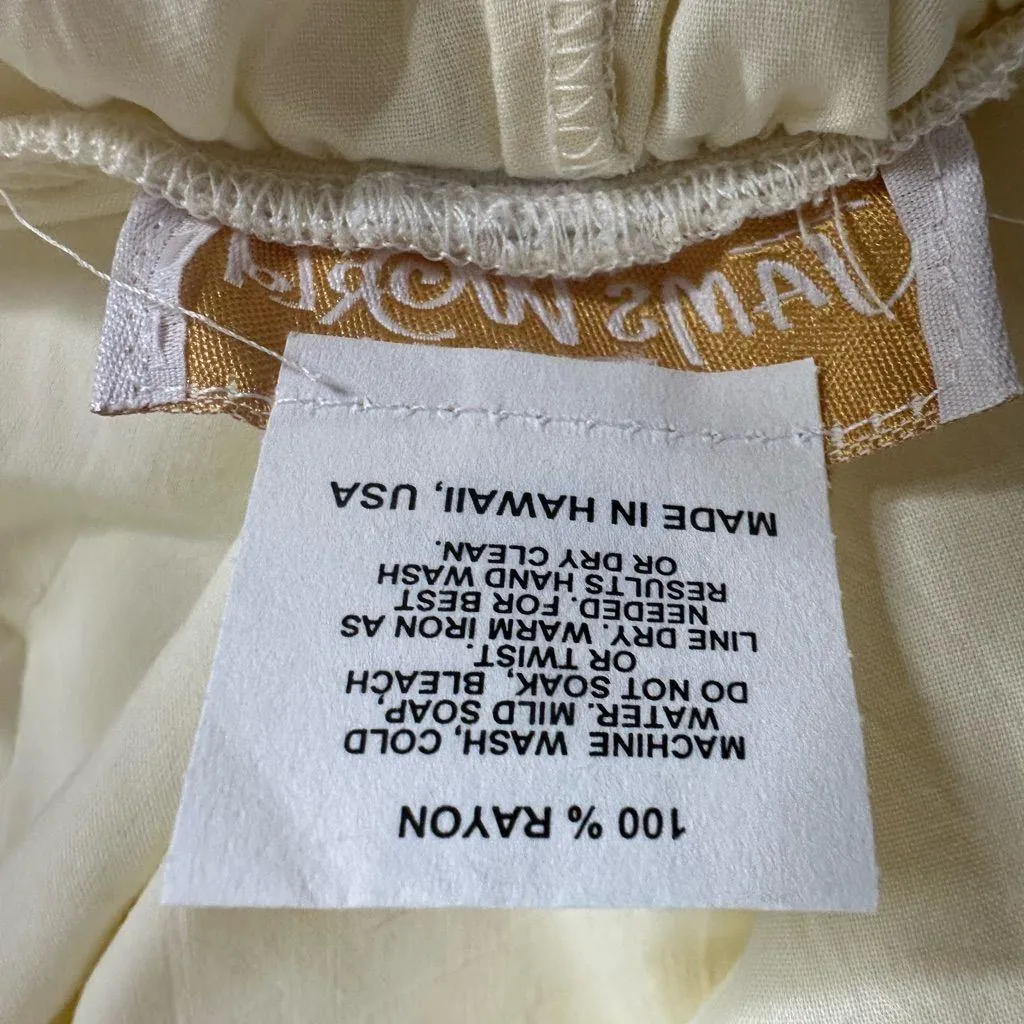 JAMS WORLD
100 % RAYON
MACHINE WASH, COLD
WATER. MILD SOAP,
DO NOT SOAK, BLEACH
OR TWIST.
LINE DRY. WARM IRON AS
NEEDED. FOR BEST
RESULTS HAND WASH
OR DRY CLEAN.
MADE IN HAWAII, USA